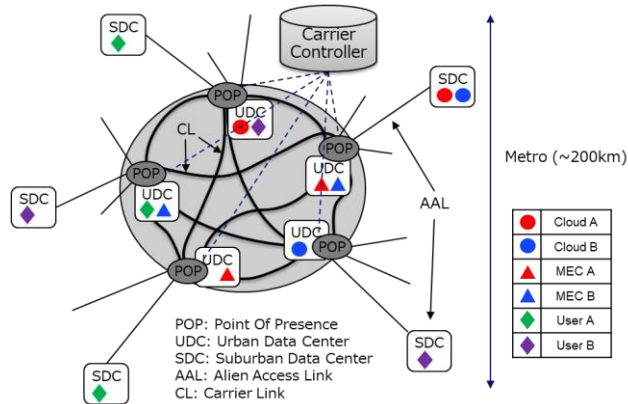 SDC
Carrier
Controller
SDC
POP
UDC
CL
POP
UDC
Metro (~200km)
POP
UDC
SDC
AAL
UDC
POP
POP
UDC
SDC
SDC
POP: Point Of Presence
UDC: Urban Data Center
SDC: Suburban Data Center
AAL: Alien Access Link
CL: Carrier Link
Cloud A
Cloud B
MEC A
MEC B
User A
User B